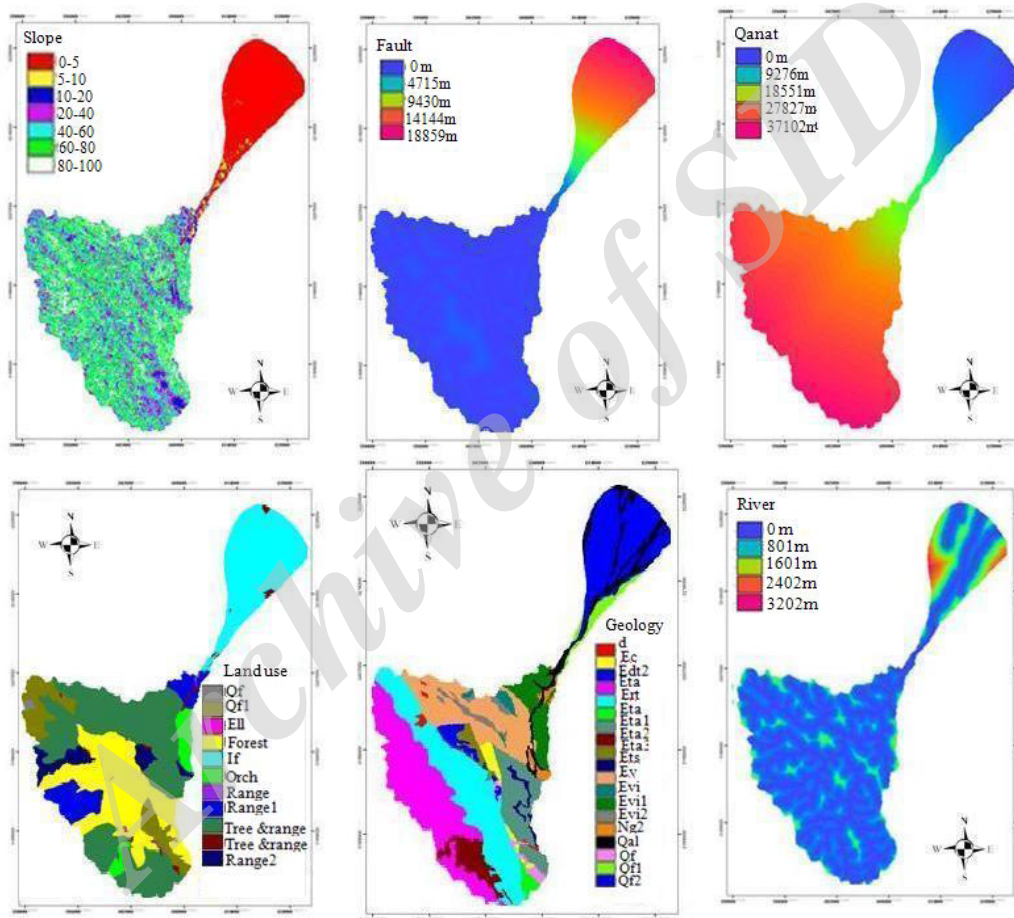 Slope
0-5
5-10
10-20
20-40
40-60
60-80
80-100
N
W E
S
Fault
0 m
4715m
9430m
14144m
18859m
N
W E
S
Qanat
0 m
9276m
18551m
27827m
37102m
N
W E
S
N
W E
S
Landuse
Qf
Qf1
Ell
Forest
If
Orch
Range
Range1
Tree &range
Tree &range
Range2
N
W E
S
Geology
d
Ec
Edt2
Eta
Ert
Eta
Eta1
Eta2
Eta3
Ets
Ev
Evi
Evi1
Evi2
Ng2
Qal
Qf
Qf1
Qf2
River
0 m
801m
1601m
2402m
3202m
N
W E
S
Archive of SID